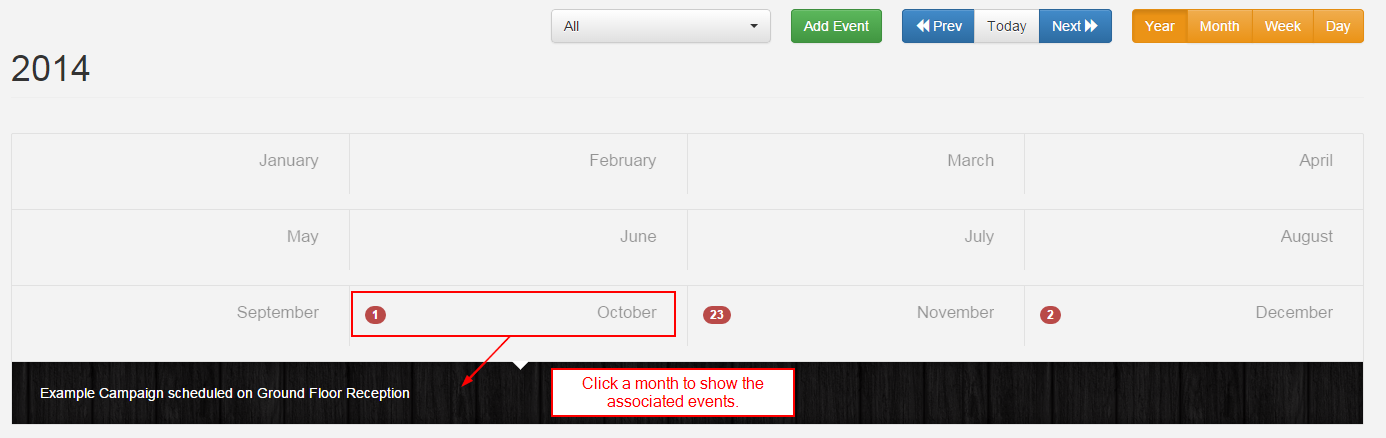 All
Add Event
Prev
Today
Next
Year
Month
Week
Day
2014
January
February
March
April
May
June
July
August
September
1
October
23
November
2
December
Example Campaign scheduled on Ground Floor Reception
Click a month to show the
associated events.